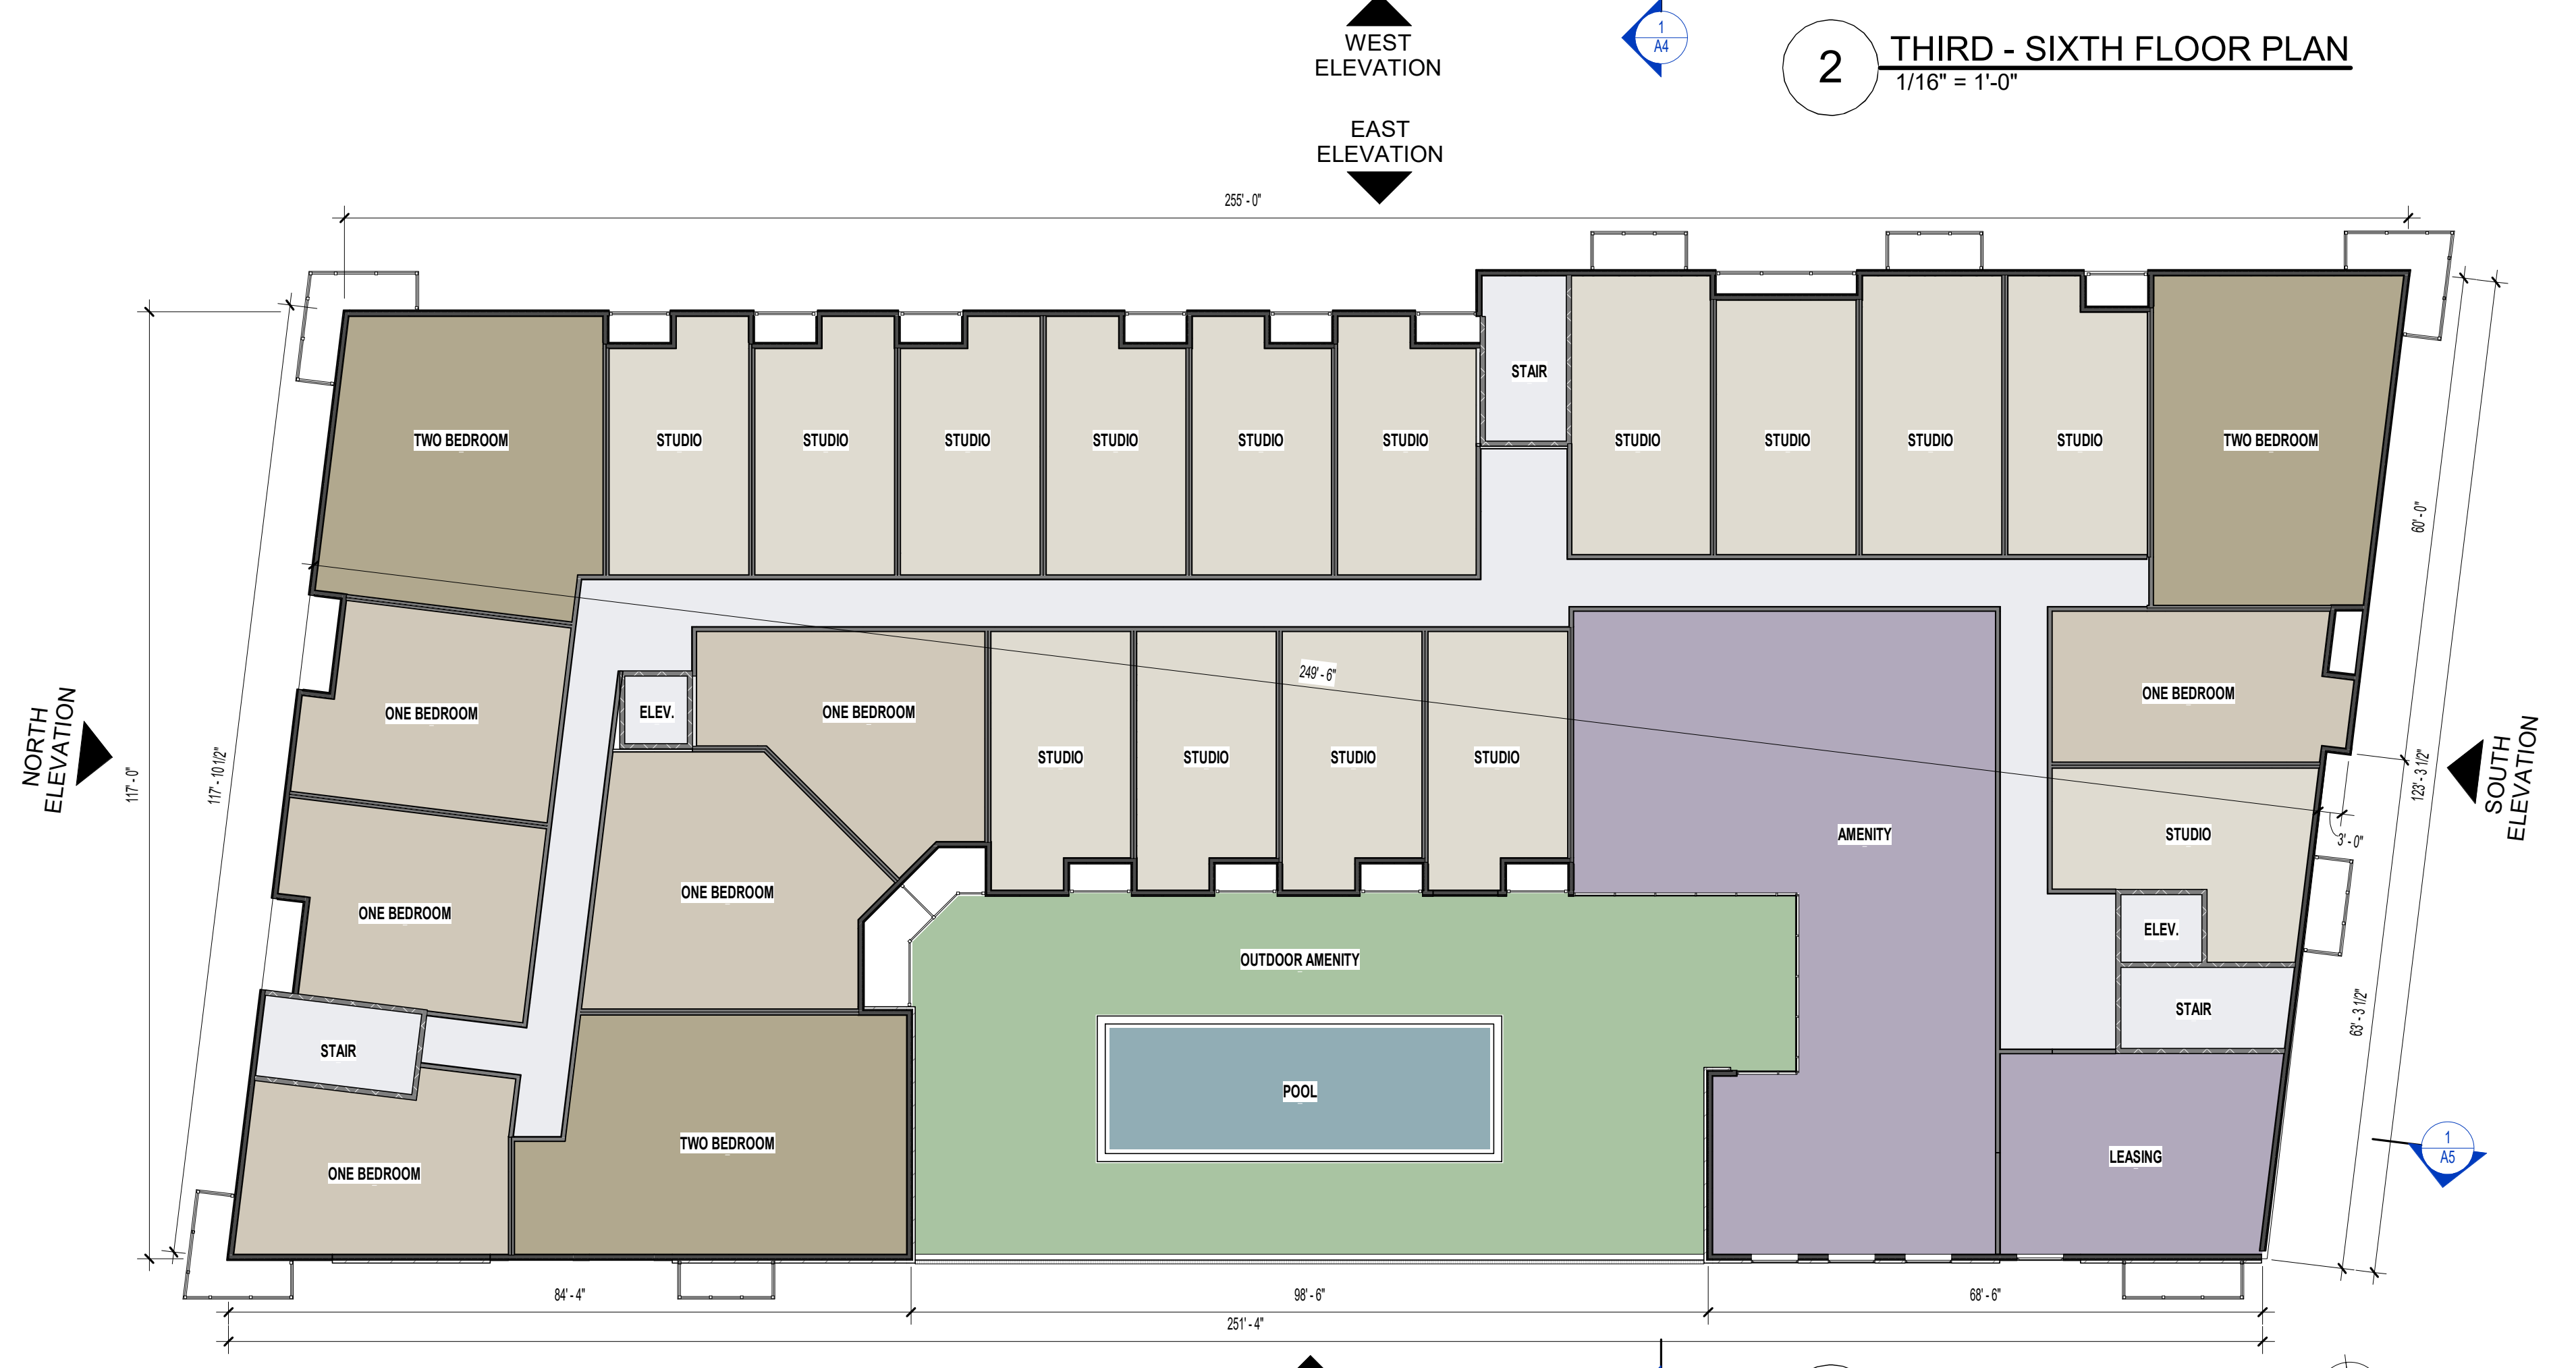 WEST
ELEVATION
1
A4
2
THIRD - SIXTH FLOOR PLAN
1/16" = 1'-0"
EAST
ELEVATION
255' - 0"
STAIR
TWO BEDROOM
STUDIO
STUDIO
STUDIO
STUDIO
STUDIO
STUDIO
STUDIO
STUDIO
STUDIO
STUDIO
TWO BEDROOM
60' - 0"
249' - 6"
ONE BEDROOM
ELEV.
ONE BEDROOM
ONE BEDROOM
NORTH
ELEVATION
117' - 0"
117' - 10 1/2"
STUDIO
STUDIO
STUDIO
STUDIO
123' - 3 1/2"
SOUTH
ELEVATION
AMENITY
STUDIO
3' - 0"
ONE BEDROOM
ONE BEDROOM
ELEV.
OUTDOOR AMENITY
STAIR
63' - 3 1/2"
STAIR
POOL
TWO BEDROOM
LEASING
1
A5
ONE BEDROOM
84' - 4"
98' - 6"
68' - 6"
251' - 4"